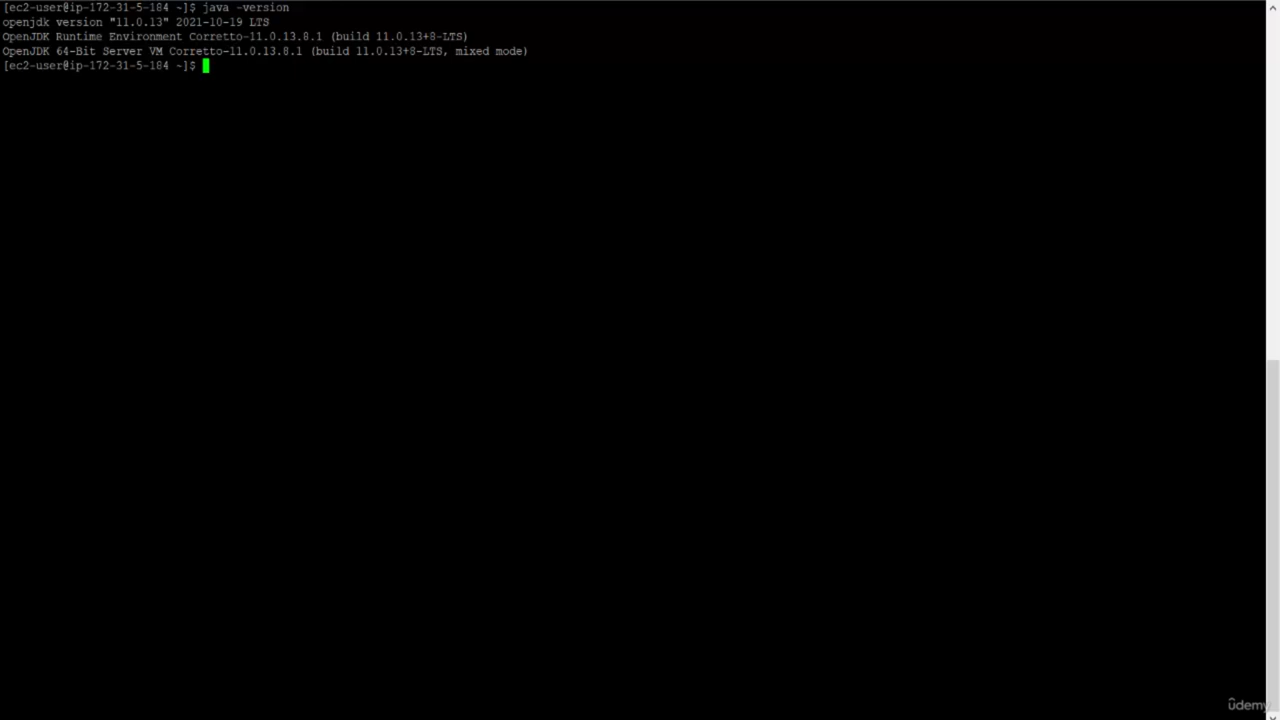 [ec2-user@ip-172-31-5-184 ~]$ java -version
openjdk version "11.0.13" 2021-10-19 LTS
OpenJDK Runtime Environment Corretto-11.0.13.8.1 (build 11.0.13+8-LTS)
OpenJDK 64-Bit Server VM Corretto-11.0.13.8.1 (build 11.0.13+8-LTS, mixed mode)
[ec2-user@ip-172-31-5-184 ~]$
ûdemy